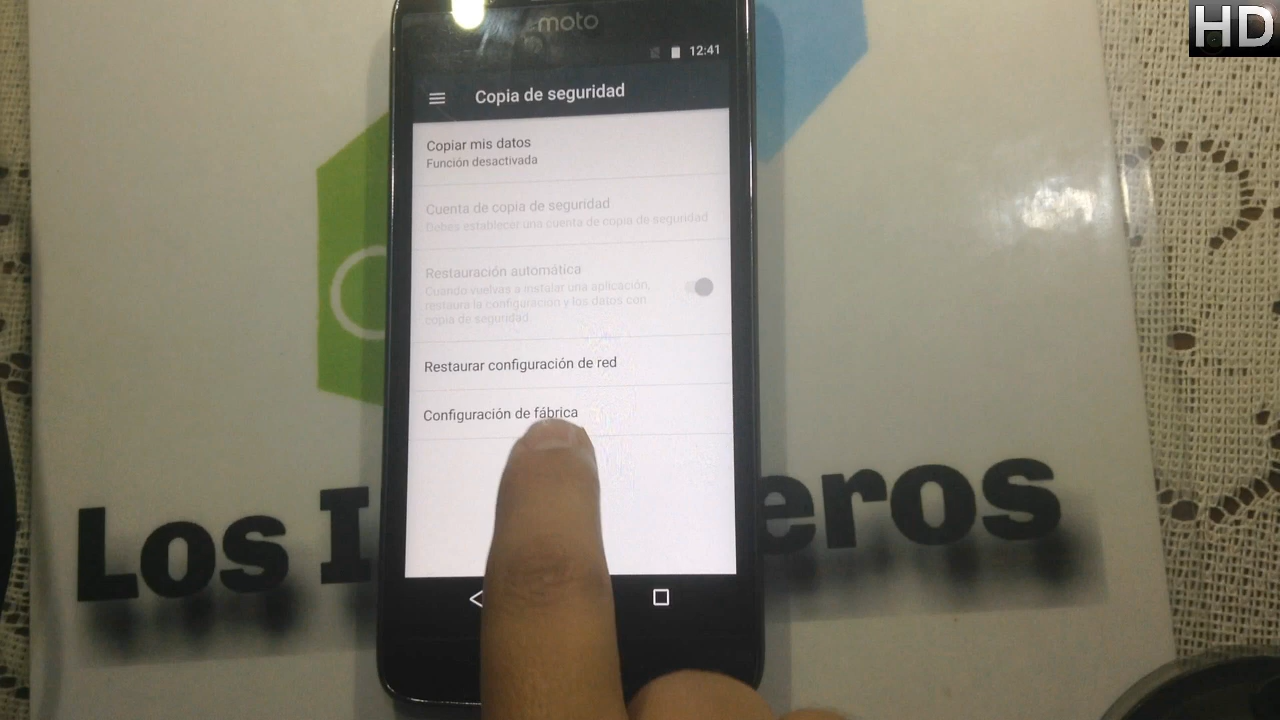 HD
moto
12:41
Copia de seguridad
Copiar mis datos
Función desactivada
Cuenta de copia de seguridad
Debes establecer una cuenta de copia de seguridad
Restauración automática
Cuando vuelvas a instalar una aplicación,
restaura la configuración y los datos con
copia de seguridad
Restaurar configuración de red
Configuración de fábrica
Los I
eros